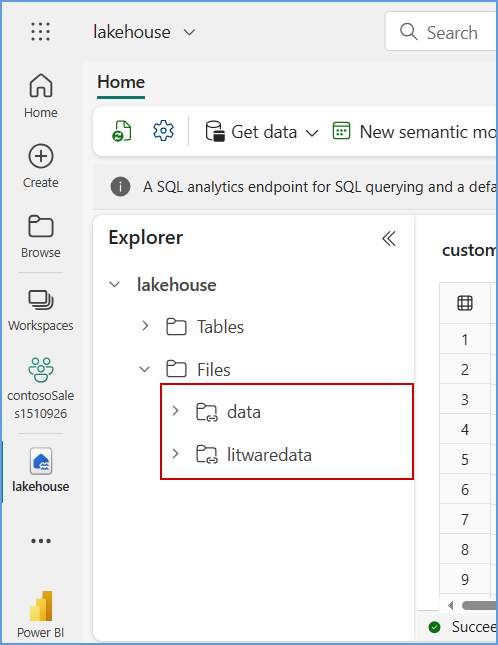 lakehouse
Search
Home
Home
Get data
New semantic mo
Create
A SQL analytics endpoint for SQL querying and a defa
Browse
Explorer
custom
lakehouse
Workspaces
Tables
Files
contosoSale
s1510926
data
litwaredata
lakehouse
1
2
3
4
5
6
7
8
9
Power BI
Succee